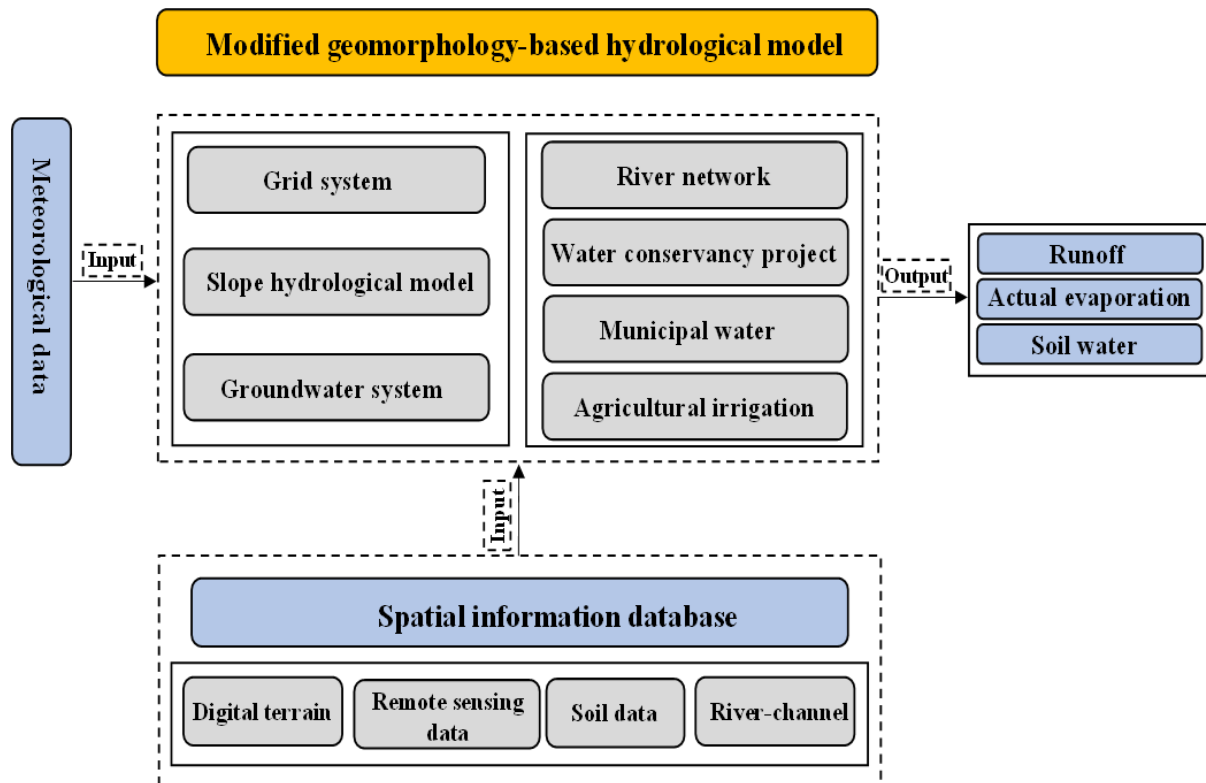 Modified geomorphology-based hydrological model
Meteorological data
Input
Grid system
Slope hydrological model
Groundwater system
River network
Water conservancy project
Municipal water
Agricultural irrigation
Output
Runoff
Actual evaporation
Soil water
Input
Spatial information database
Digital terrain
Remote sensing
data
Soil data
River-channel